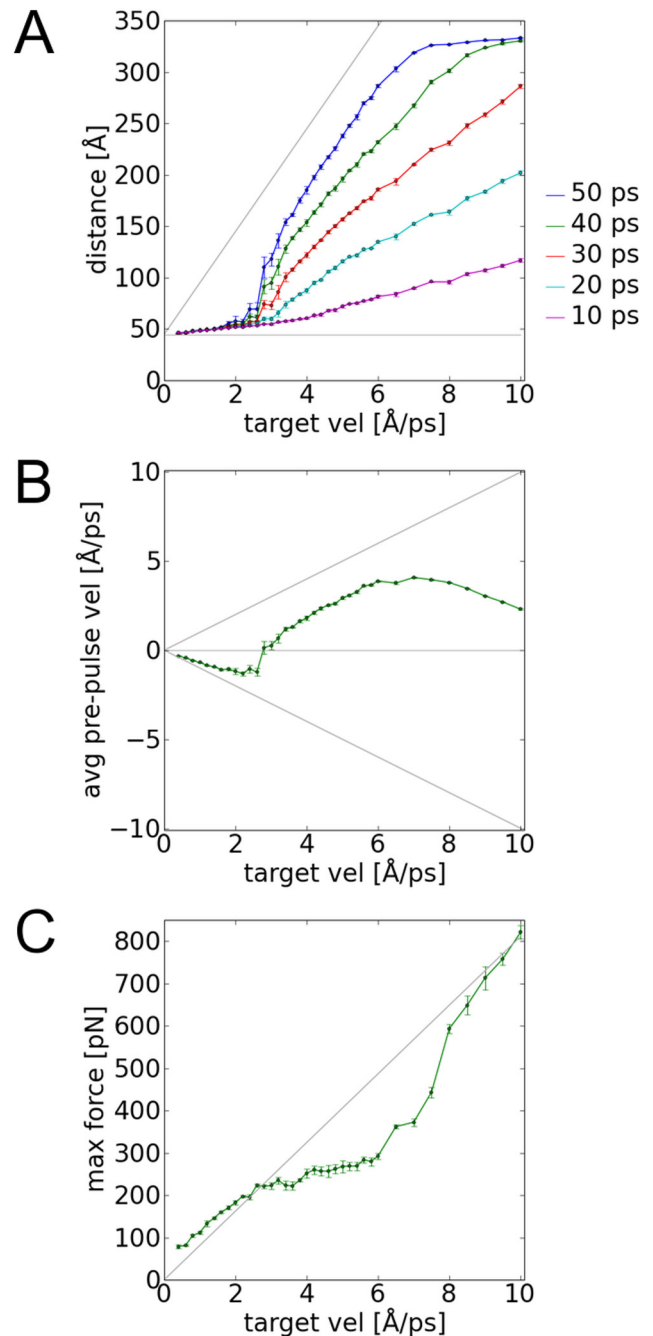 A
350
300
250
200
150
100
50
0
distance [Å]
0 2 4 6 8 10
target vel [Å/ps]
50 ps
40 ps
30 ps
20 ps
10 ps
B
10
5
0
−5
−10
avg pre-pulse vel [Å/ps]
0 2 4 6 8 10
target vel [Å/ps]
C
800
700
600
500
400
300
200
100
0
max force [pN]
0 2 4 6 8 10
target vel [Å/ps]